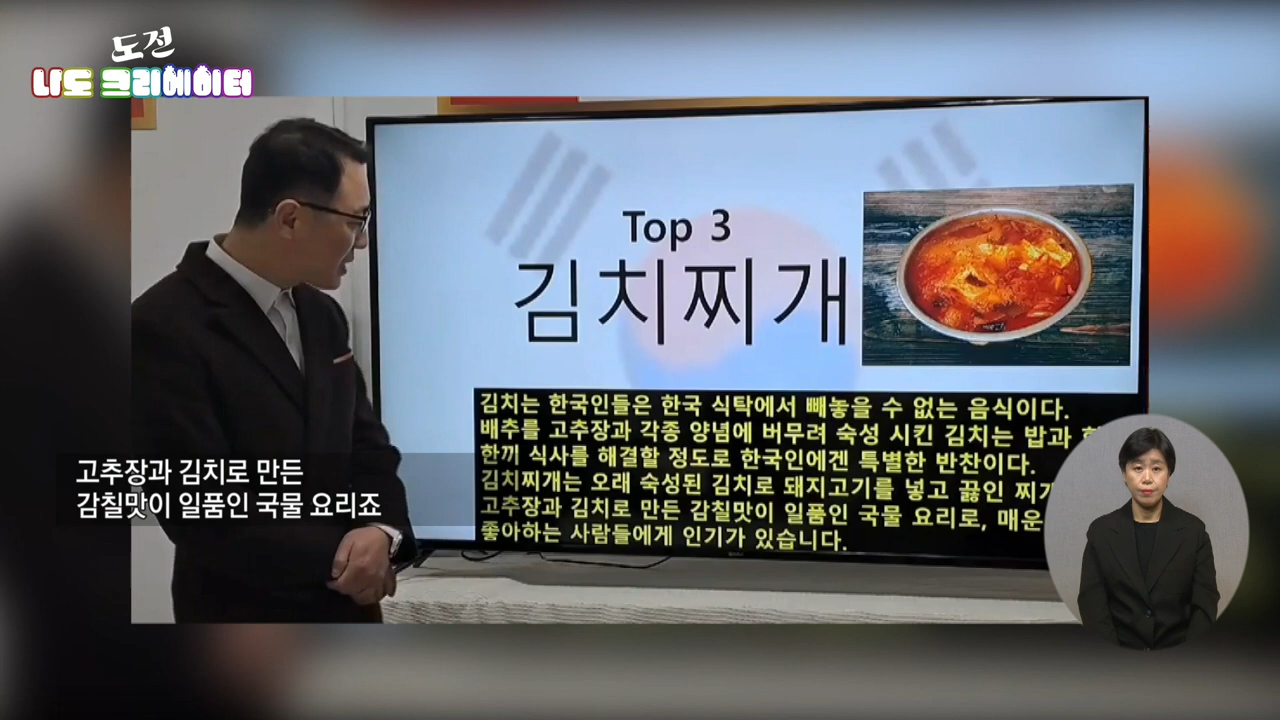 도전
나도 크리에이터
Top 3
김치찌개
김치는 한국인들은 한국 식탁에서 빼놓을 수 없는 음식이다.
배추를 고추장과 각종 양념에 버무려 숙성 시킨 김치는 밥과
한끼 식사를 해결할 정도로 한국인에겐 특별한 반찬이다.
김치찌개는 오래 숙성된 김치로 돼지고기를 넣고 끓인
고추장과 김치로 만든 감칠맛이 일품인 국물 요리로, 매운
좋아하는 사람들에게 인기가 있습니다.
고추장과 김치로 만든
감칠맛이 일품인 국물 요리죠